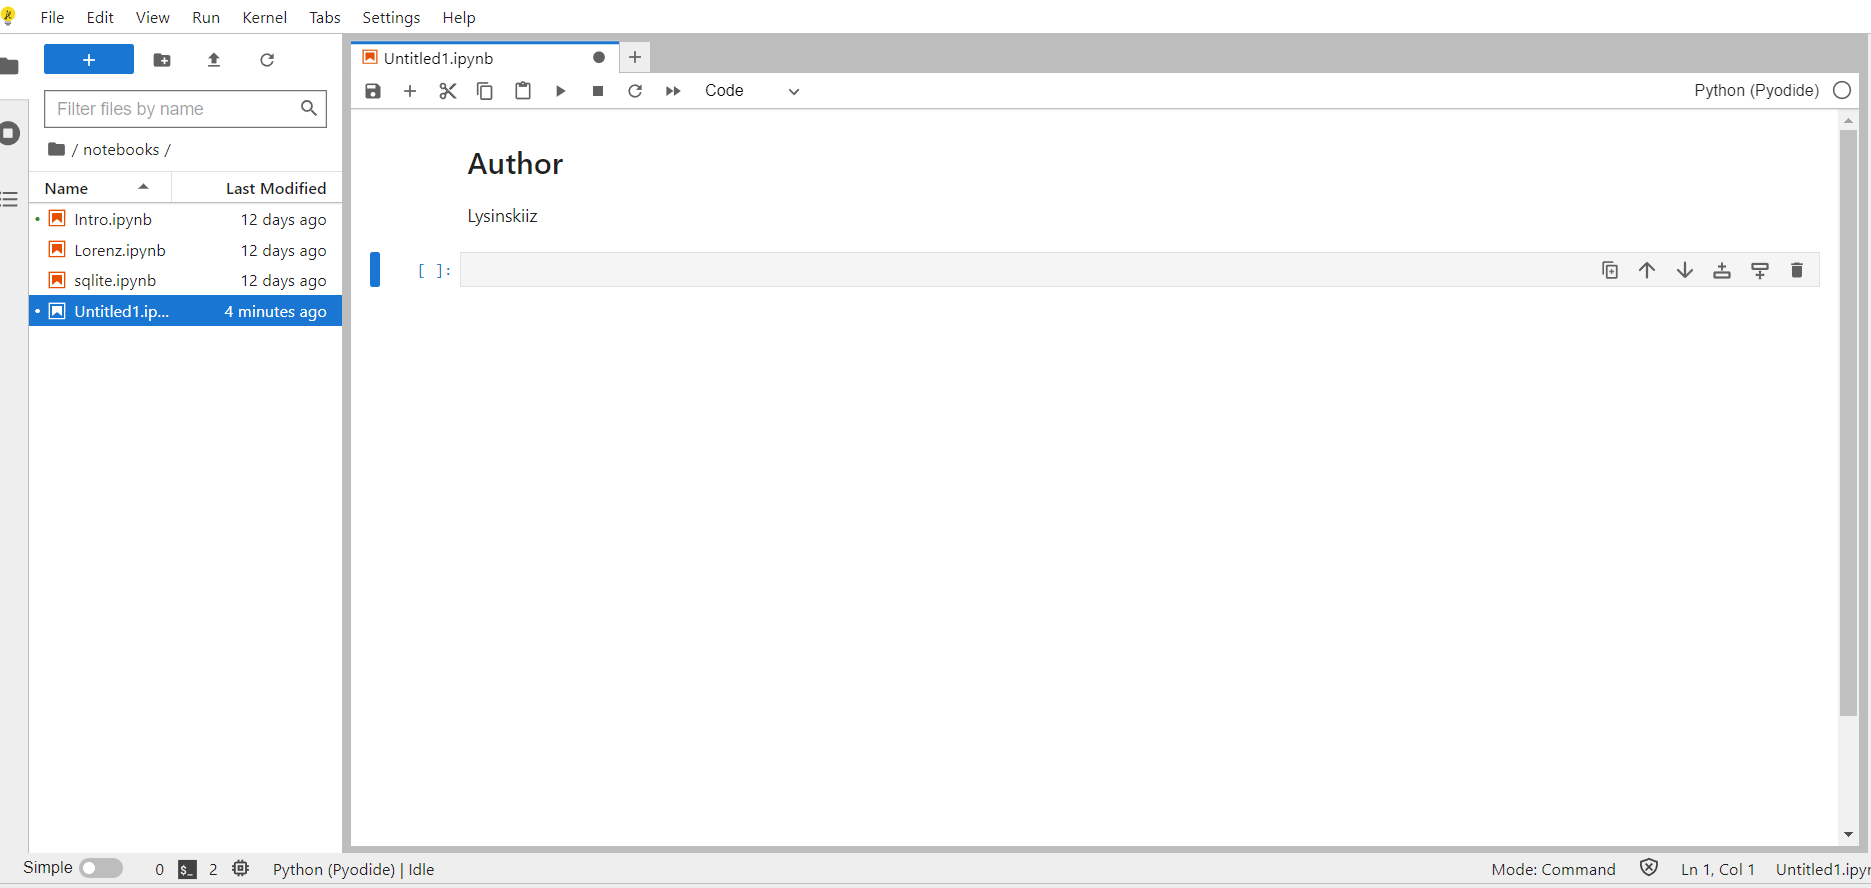 File Edit View Run Kernel Tabs Settings Help
Untitled1.ipynb
Code
Python (Pyodide)
Filter files by name
/ notebooks /
Name Last Modified
Intro.ipynb 12 days ago
Lorenz.ipynb 12 days ago
sqlite.ipynb 12 days ago
Untitled1.ip... 4 minutes ago
Author
Lysinskiiz
[ ]:
Simple 0 $_ 2 Python (Pyodide) | Idle Mode: Command Ln 1, Col 1 Untitled1.ipy